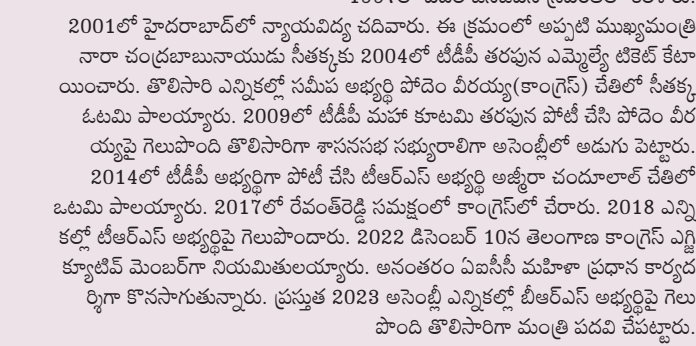 2001లో హైదరాబాద్‌లో న్యాయవిద్య చదివారు. ఈ క్రమంలో అప్పటి ముఖ్యమంత్రి
నారా చంద్రబాబునాయుడు సీతక్కకు 2004లో టీడీపీ తరపున ఎమ్మెల్యే టికెట్ కేటా
యించారు. తొలిసారి ఎన్నికల్లో సమీప అభ్యర్థి పోదెం వీరయ్య(కాంగ్రెస్) చేతిలో సీతక్క
ఓటమి పాలయ్యారు. 2009లో టీడీపీ మహా కూటమి తరపున పోటీ చేసి పోదెం వీర
య్యపై గెలుపొంది తొలిసారిగా శాసనసభ సభ్యురాలిగా అసెంబ్లీలో అడుగు పెట్టారు.
2014లో టీడీపీ అభ్యర్థిగా పోటీ చేసి టీఆర్ఎస్ అభ్యర్థి అజ్మీరా చందూలాల్ చేతిలో
ఒటమి పాలయ్యారు. 2017లో రేవంత్‌రెడ్డి సమక్షంలో కాంగ్రెస్‌లో చేరారు. 2018 ఎన్ని
కల్లో టీఆర్ఎస్ అభ్యర్థిపై గెలుపొందారు. 2022 డిసెంబర్ 10న తెలంగాణ కాంగ్రెస్ ఎగ్జి
క్యూటివ్ మెంబర్‌గా నియమితులయ్యారు. అనంతరం ఏఐసీసీ మహిళా ప్రధాన కార్యద
ర్శిగా కొనసాగుతున్నారు. ప్రస్తుత 2023 అసెంబ్లీ ఎన్నికల్లో బీఆర్ఎస్ అభ్యర్థిపై గెలు
పొంది తొలిసారిగా మంత్రి పదవి చేపట్టారు.